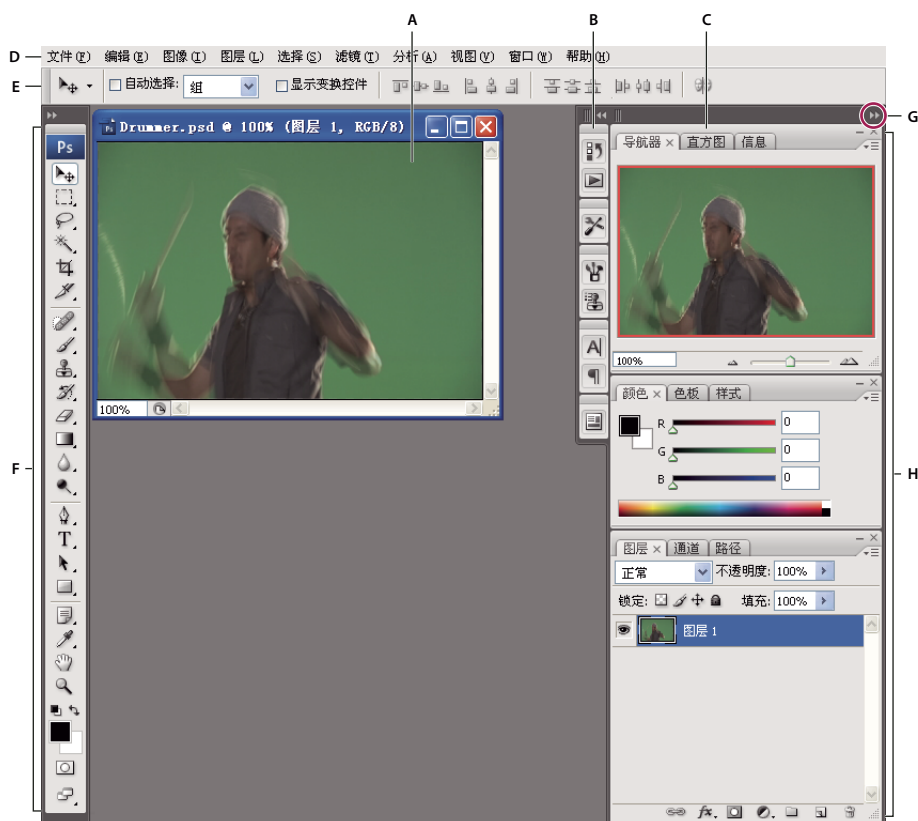 A B C
D 文件(F) 编辑(E) 图像(I) 图层(L) 选择(S) 滤镜(T) 分析(A) 视图(V) 窗口(W) 帮助(H)
E 自动选择: 组 显示变换控件
G
Ps Drummer.psd @ 100% (图层 1, RGB/8)
Ps
导航器 × 直方图 信息
100%
100%
颜色 × 色板 样式
R 0
G 0
B 0
F
H
图层 × 通道 路径
正常 不透明度: 100%
锁定: 填充: 100%
图层 1
A
T
fx